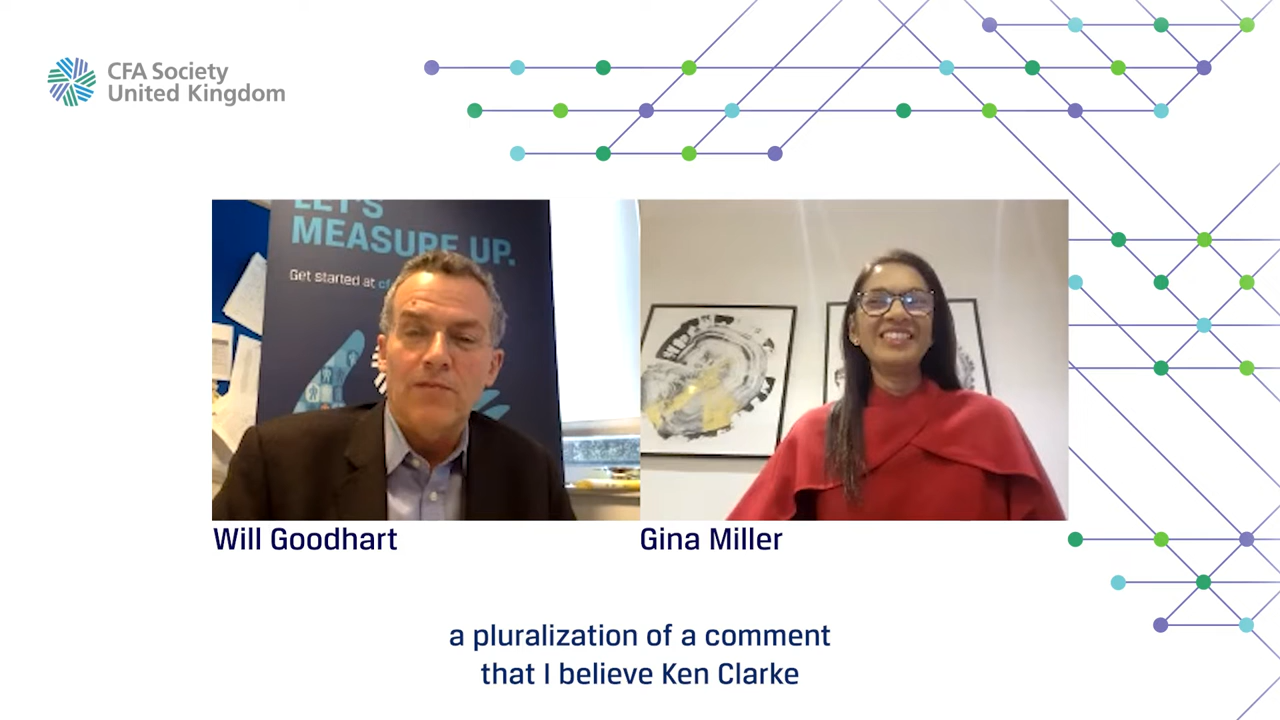 CFA Society
United Kingdom
LET'S
MEASURE UP.
Get started at
Will Goodhart
Gina Miller
a pluralization of a comment
that I believe Ken Clarke